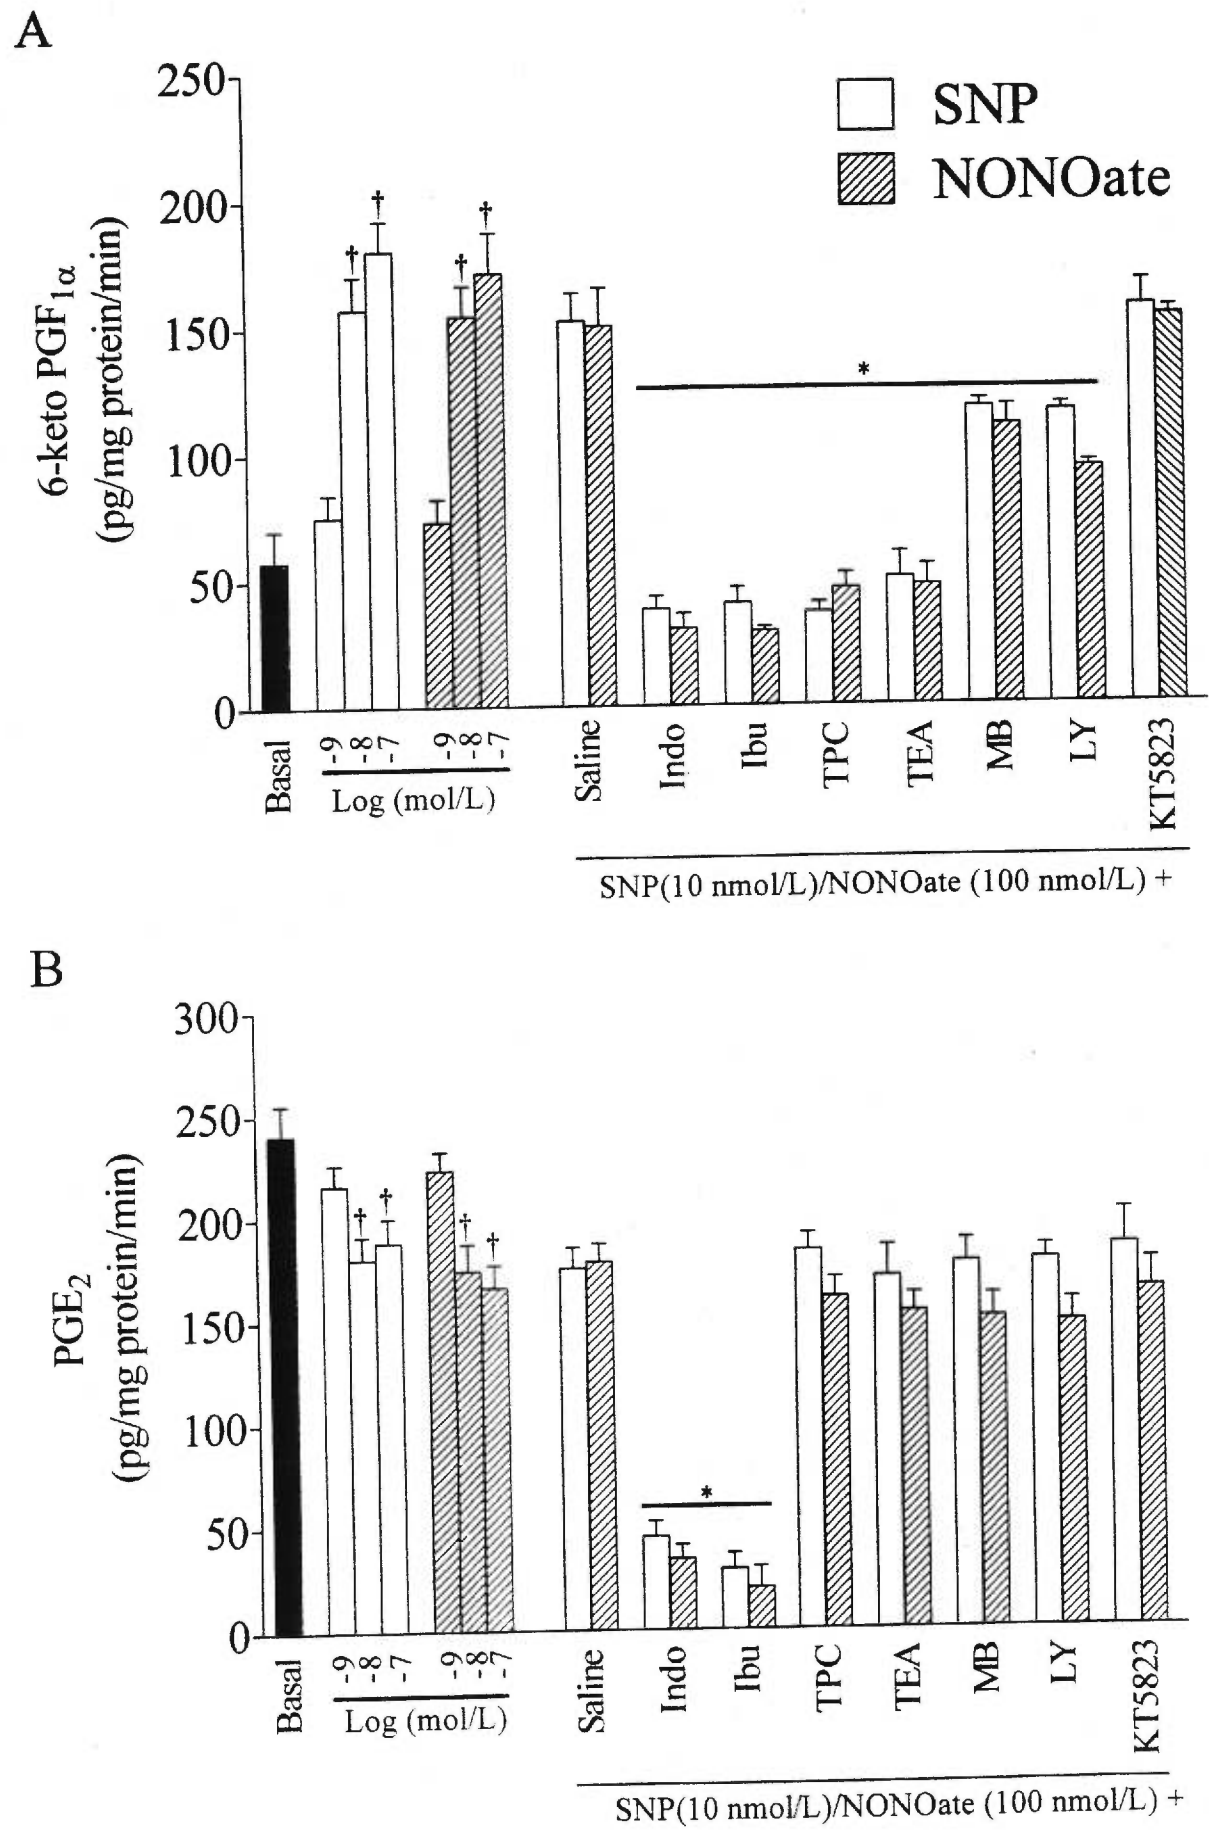 A
250
200
150
100
50
0
6-keto PGF1α
(pg/mg protein/min)
SNP
NONOate
† † † †
*
Basal
-9 -8 -7 -9 -8 -7
Log (mol/L)
Saline Indo Ibu TPC TEA MB LY KT5823
SNP(10 nmol/L)/NONOate (100 nmol/L) +
B
300
250
200
150
100
50
0
PGE2
(pg/mg protein/min)
† † † †
*
Basal
-9 -8 -7 -9 -8 -7
Log (mol/L)
Saline Indo Ibu TPC TEA MB LY KT5823
SNP(10 nmol/L)/NONOate (100 nmol/L) +